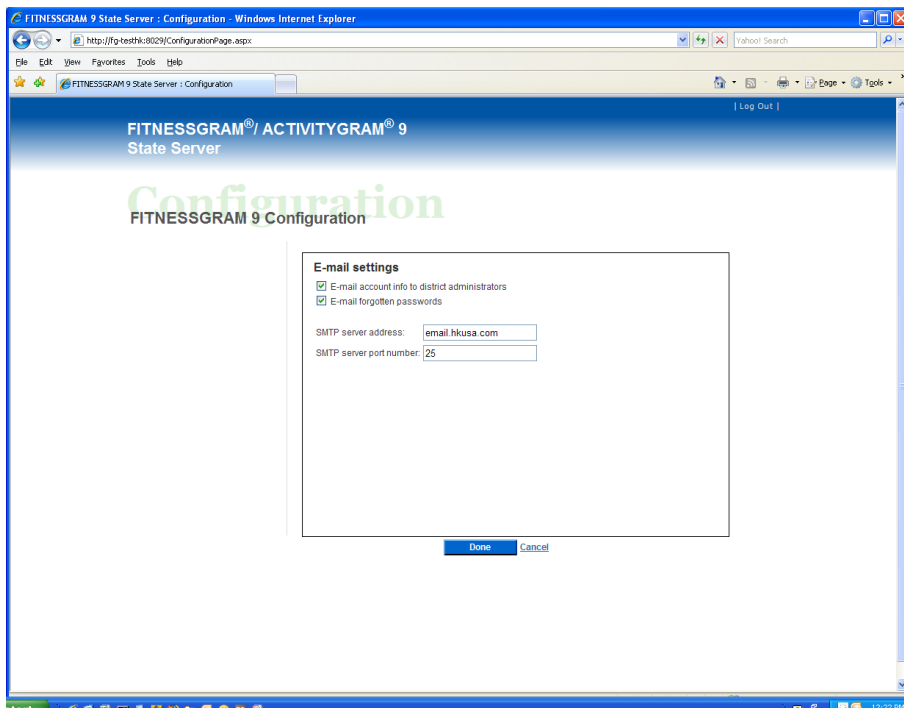 FITNESSGRAM 9 State Server : Configuration - Windows Internet Explorer
http://fg-testhk:8029/ConfigurationPage.aspx
Yahoo! Search
File Edit View Favorites Tools Help
FITNESSGRAM 9 State Server : Configuration
Page Tools
| Log Out |
FITNESSGRAM®/ ACTIVITYGRAM® 9
State Server
Configuration
FITNESSGRAM 9 Configuration
E-mail settings
E-mail account info to district administrators
E-mail forgotten passwords
SMTP server address: email.hkusa.com
SMTP server port number: 25
Done Cancel
12:22 PM